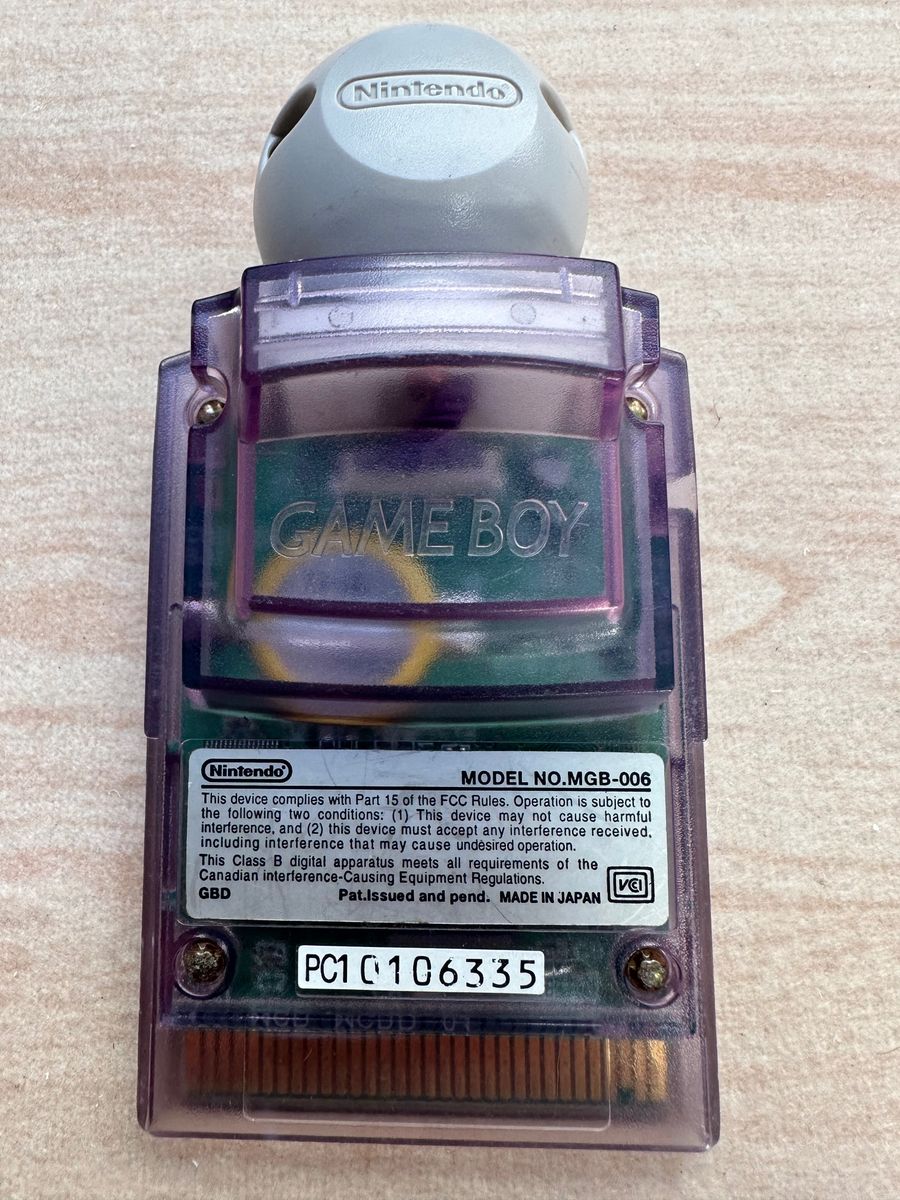 Nintendo®
GAME BOY
Nintendo MODEL NO.MGB-006
This device complies with Part 15 of the FCC Rules. Operation is subject to
the following two conditions: (1) This device may not cause harmful
interference, and (2) this device must accept any interference received,
including interference that may cause undesired operation.
This Class B digital apparatus meets all requirements of the
Canadian interference-Causing Equipment Regulations.
GBD Pat.Issued and pend. MADE IN JAPAN VCI
PC10106335